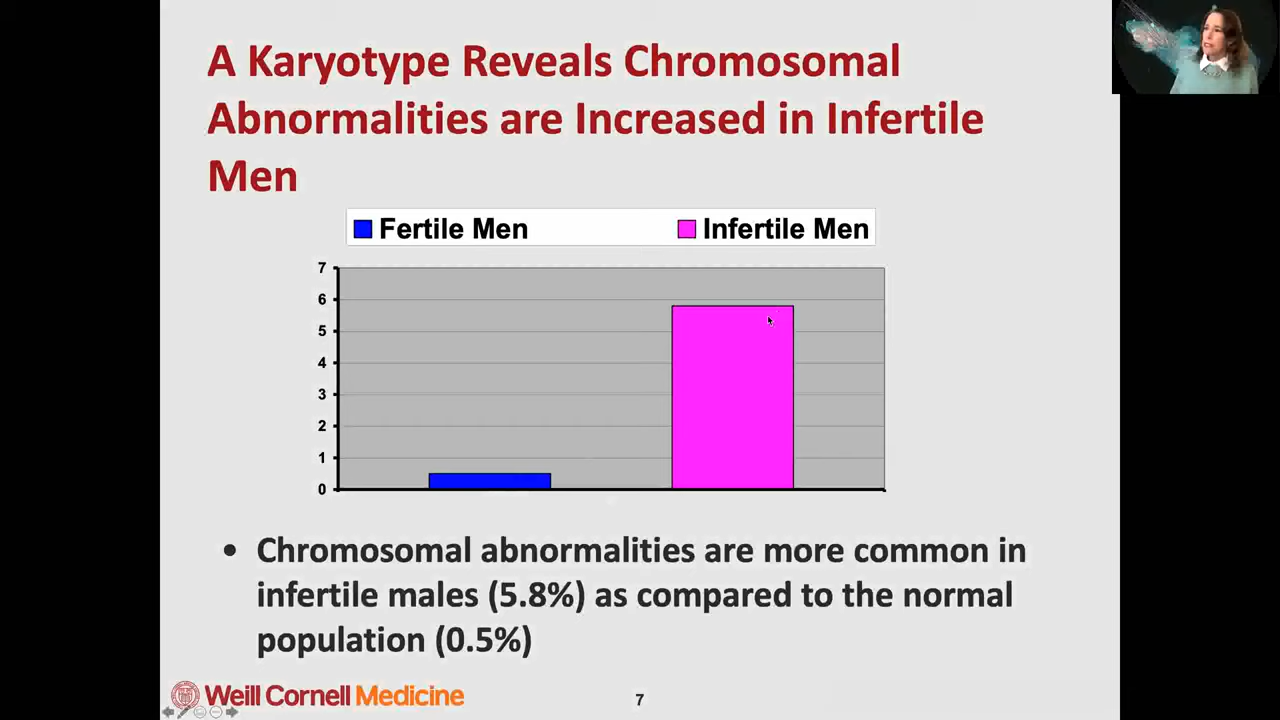 A Karyotype Reveals Chromosomal
Abnormalities are Increased in Infertile
Men
Fertile Men Infertile Men
7
6
5
4
3
2
1
0
• Chromosomal abnormalities are more common in
infertile males (5.8%) as compared to the normal
population (0.5%)
Weill Cornell Medicine
7